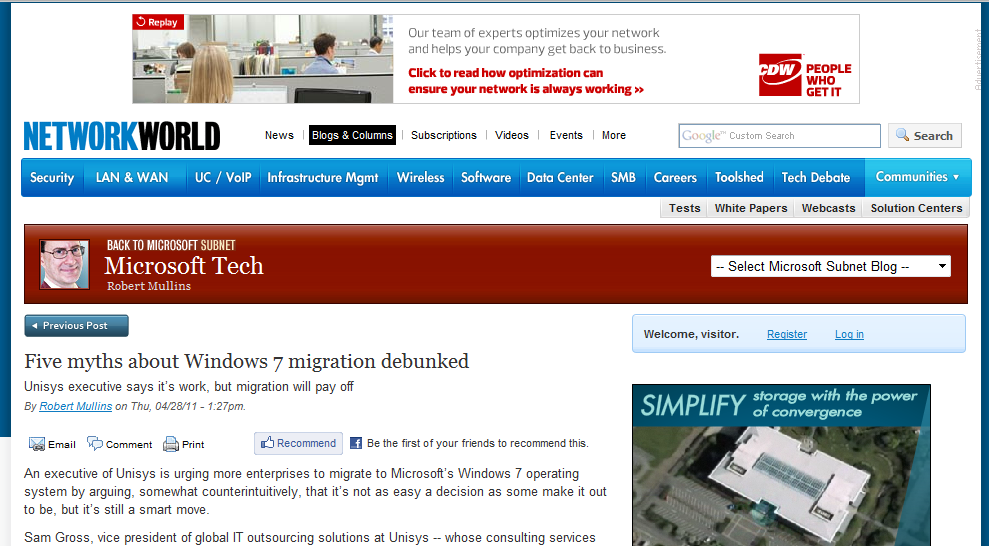 Replay
Our team of experts optimizes your network
and helps your company get back to business.
Click to read how optimization can
ensure your network is always working »
CDW PEOPLE
WHO
GET IT
Advertisement
NETWORKWORLD
News Blogs & Columns Subscriptions Videos Events More
Google™ Custom Search
Search
Security LAN & WAN UC / VoIP Infrastructure Mgmt Wireless Software Data Center SMB Careers Toolshed Tech Debate Communities
Tests White Papers Webcasts Solution Centers
BACK TO MICROSOFT SUBNET
Microsoft Tech
Robert Mullins
-- Select Microsoft Subnet Blog --
Previous Post
Welcome, visitor. Register Log in
Five myths about Windows 7 migration debunked
Unisys executive says it’s work, but migration will pay off
By Robert Mullins on Thu, 04/28/11 - 1:27pm.
Email Comment Print Recommend Be the first of your friends to recommend this.
An executive of Unisys is urging more enterprises to migrate to Microsoft’s Windows 7 operating
system by arguing, somewhat counterintuitively, that it’s not as easy a decision as some make it out
to be, but it’s still a smart move.
Sam Gross, vice president of global IT outsourcing solutions at Unisys -- whose consulting services
SIMPLIFY storage with the power
of convergence